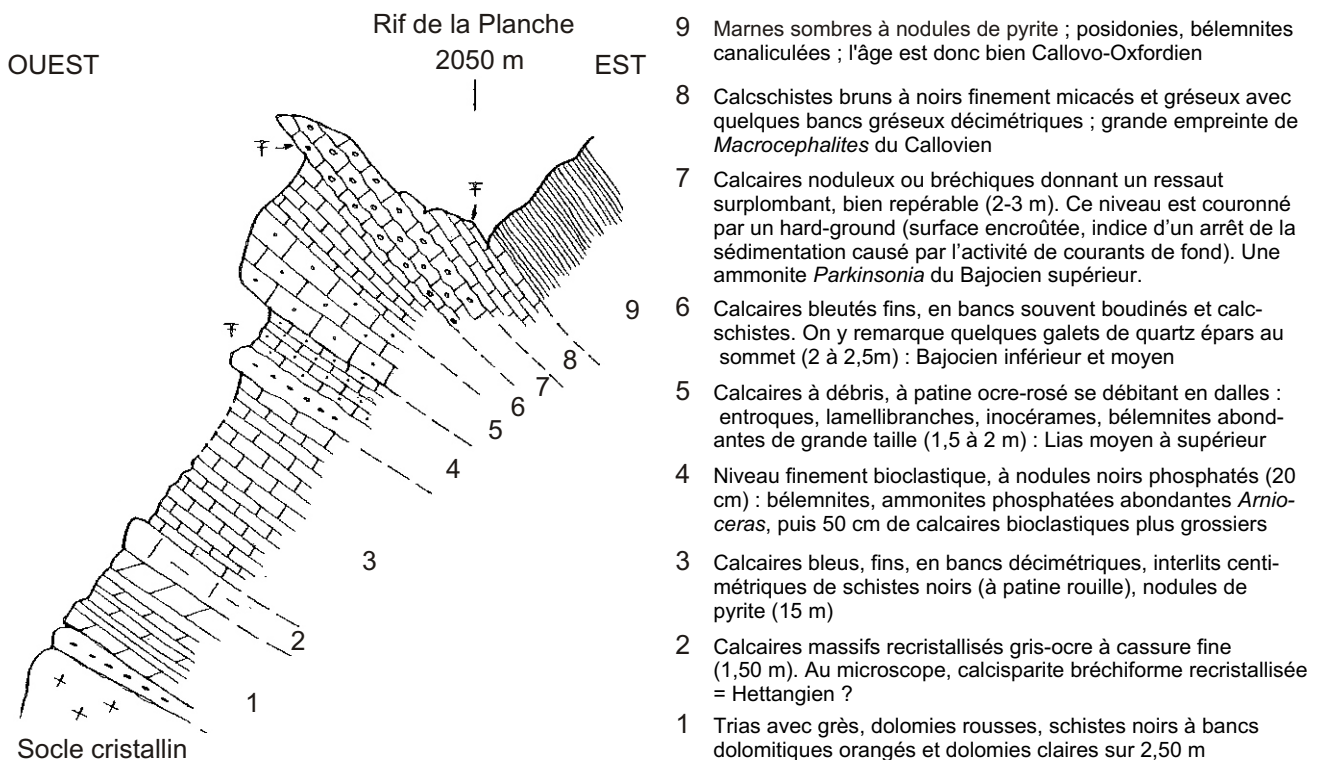 Rif de la Planche
2050 m
OUEST
EST
9
8
7
6
5
4
3
2
1
Socle cristallin
9 Marnes sombres à nodules de pyrite ; posidonies, bélemnites
canaliculées ; l'âge est donc bien Callovo-Oxfordien
8 Calcschistes bruns à noirs finement micacés et gréseux avec
quelques bancs gréseux décimétriques ; grande empreinte de
Macrocephalites du Callovien
7 Calcaires noduleux ou bréchiques donnant un ressaut
surplombant, bien repérable (2-3 m). Ce niveau est couronné
par un hard-ground (surface encroûtée, indice d'un arrêt de la
sédimentation causé par l'activité de courants de fond). Une
ammonite Parkinsonia du Bajocien supérieur.
6 Calcaires bleutés fins, en bancs souvent boudinés et calc-
schistes. On y remarque quelques galets de quartz épars au
sommet (2 à 2,5m) : Bajocien inférieur et moyen
5 Calcaires à débris, à patine ocre-rosé se débitant en dalles :
entroques, lamellibranches, inocérames, bélemnites abond-
antes de grande taille (1,5 à 2 m) : Lias moyen à supérieur
4 Niveau finement bioclastique, à nodules noirs phosphatés (20
cm) : bélemnites, ammonites phosphatées abondantes Arnio-
ceras, puis 50 cm de calcaires bioclastiques plus grossiers
3 Calcaires bleus, fins, en bancs décimétriques, interlits centi-
métriques de schistes noirs (à patine rouille), nodules de
pyrite (15 m)
2 Calcaires massifs recristallisés gris-ocre à cassure fine
(1,50 m). Au microscope, calcisparite bréchiforme recristallisée
= Hettangien ?
1 Trias avec grès, dolomies rousses, schistes noirs à bancs
dolomitiques orangés et dolomies claires sur 2,50 m